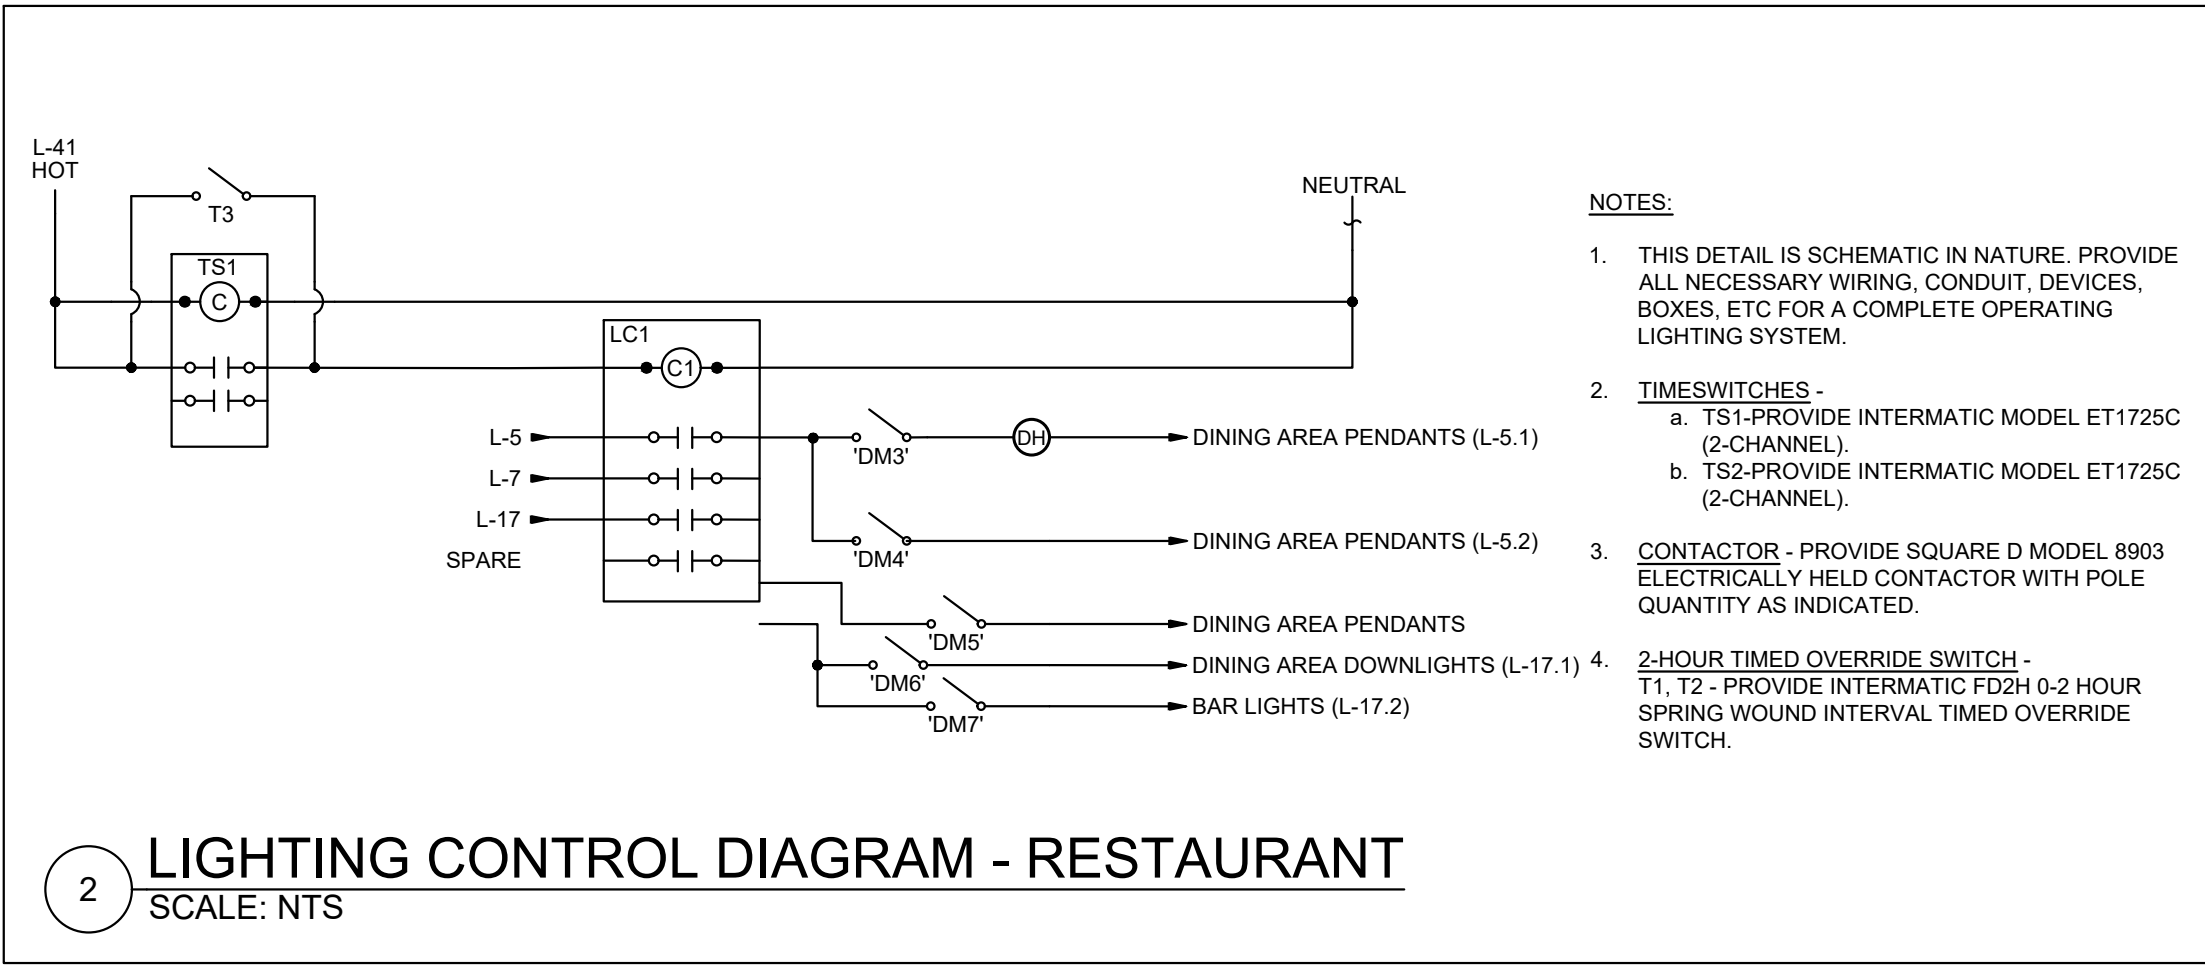 L-41
HOT
T3
TS1
C
NEUTRAL
LC1
C1
L-5
'DM3'
DH
DINING AREA PENDANTS (L-5.1)
L-7
L-17
'DM4'
DINING AREA PENDANTS (L-5.2)
SPARE
'DM5'
DINING AREA PENDANTS
'DM6'
DINING AREA DOWNLIGHTS (L-17.1)
'DM7'
BAR LIGHTS (L-17.2)
NOTES:
1. THIS DETAIL IS SCHEMATIC IN NATURE. PROVIDE
ALL NECESSARY WIRING, CONDUIT, DEVICES,
BOXES, ETC FOR A COMPLETE OPERATING
LIGHTING SYSTEM.
2. TIMESWITCHES -
a. TS1-PROVIDE INTERMATIC MODEL ET1725C
(2-CHANNEL).
b. TS2-PROVIDE INTERMATIC MODEL ET1725C
(2-CHANNEL).
3. CONTACTOR - PROVIDE SQUARE D MODEL 8903
ELECTRICALLY HELD CONTACTOR WITH POLE
QUANTITY AS INDICATED.
4. 2-HOUR TIMED OVERRIDE SWITCH -
T1, T2 - PROVIDE INTERMATIC FD2H 0-2 HOUR
SPRING WOUND INTERVAL TIMED OVERRIDE
SWITCH.
2
LIGHTING CONTROL DIAGRAM - RESTAURANT
SCALE: NTS